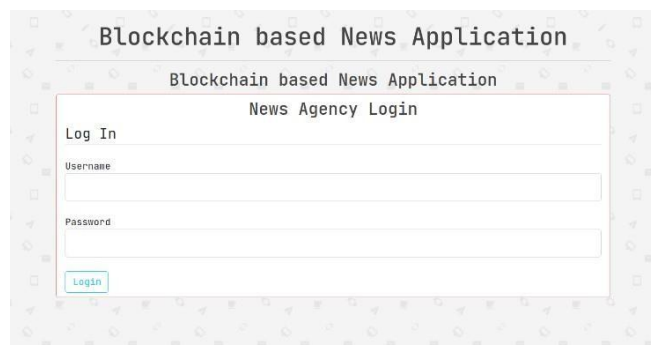 Blockchain based News Application
Blockchain based News Application
News Agency Login
Log In
Username
Password
Login